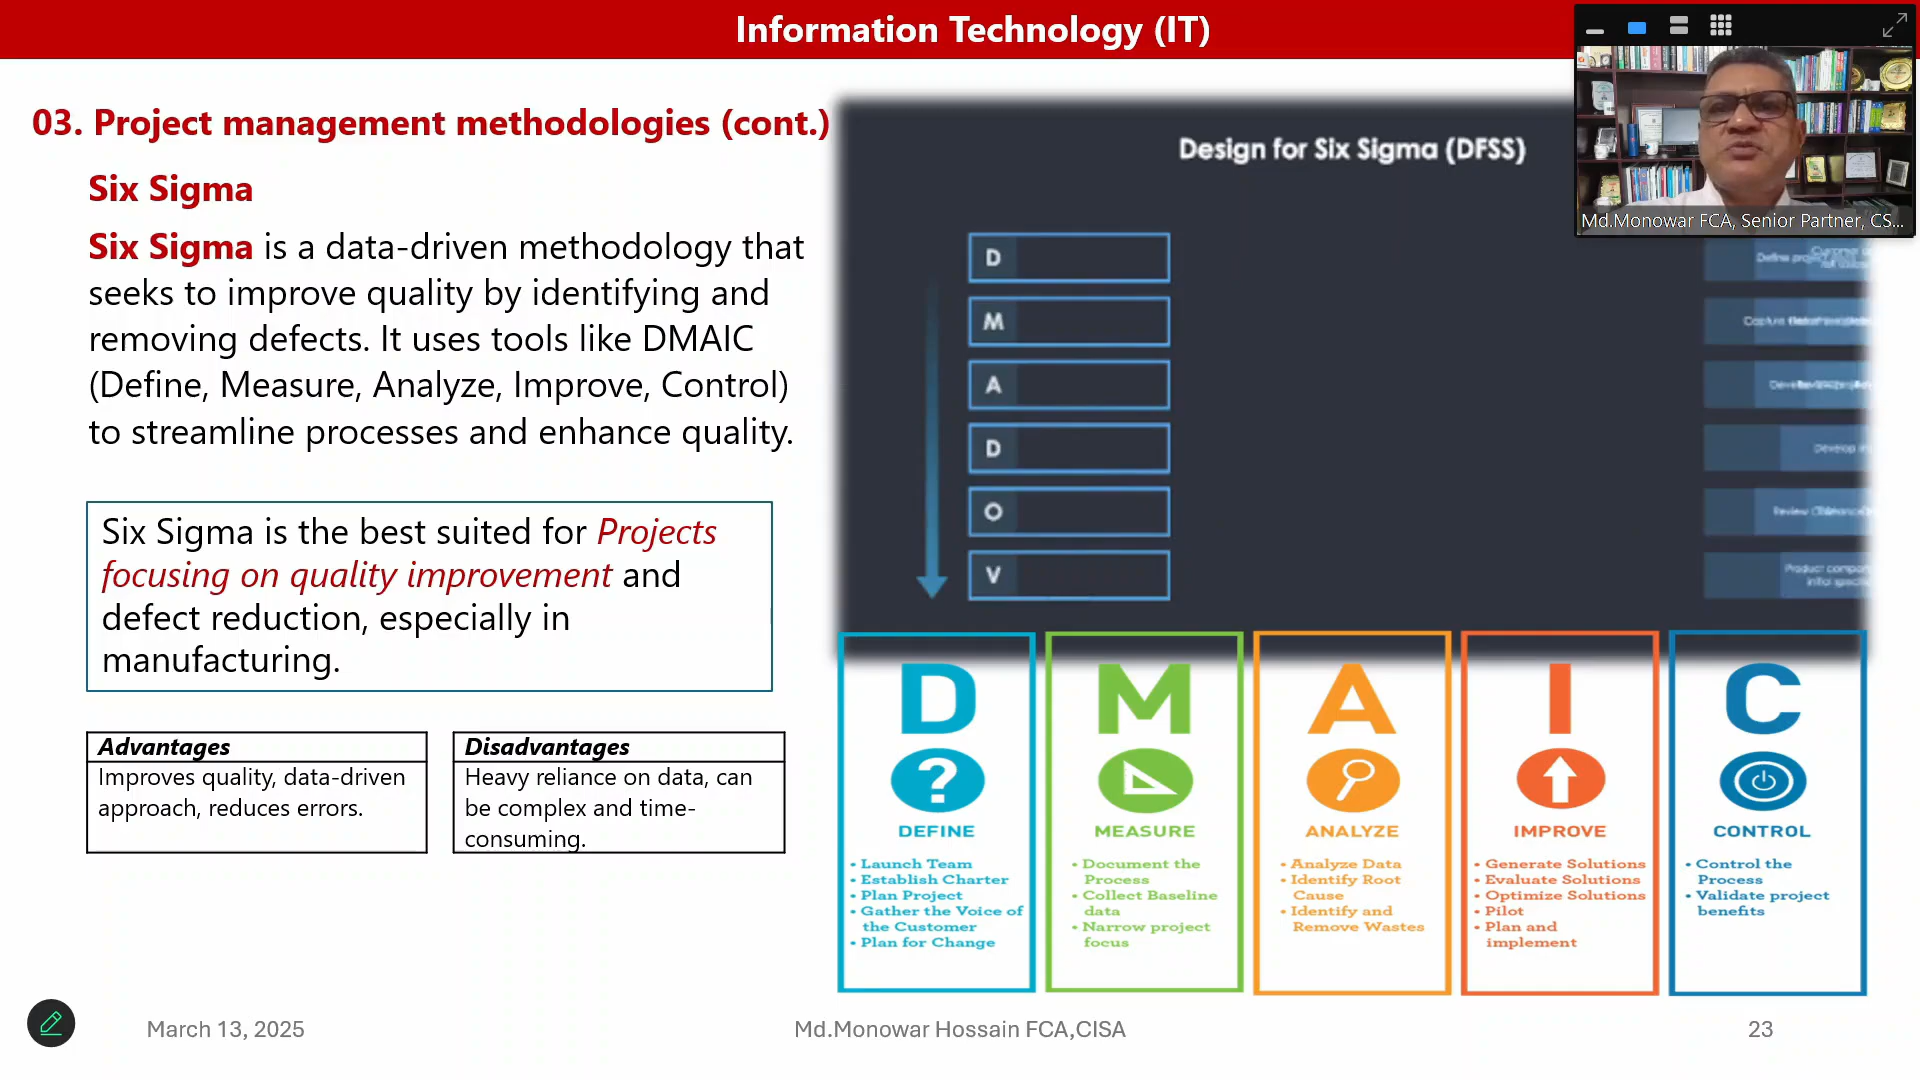 Information Technology (IT)
03. Project management methodologies (cont.)
Six Sigma
Six Sigma is a data-driven methodology that
seeks to improve quality by identifying and
removing defects. It uses tools like DMAIC
(Define, Measure, Analyze, Improve, Control)
to streamline processes and enhance quality.
Six Sigma is the best suited for Projects
focusing on quality improvement and
defect reduction, especially in
manufacturing.
Advantages
Improves quality, data-driven
approach, reduces errors.
Disadvantages
Heavy reliance on data, can
be complex and time-
consuming.
Design for Six Sigma (DFSS)
D
M
A
D
O
V
Md.Monowar FCA, Senior Partner, CS...
D
DEFINE
• Launch Team
• Establish Charter
• Plan Project
• Gather the Voice of
the Customer
• Plan for Change
M
MEASURE
• Document the
Process
• Collect Baseline
data
• Narrow project
focus
A
ANALYZE
• Analyze Data
• Identify Root
Cause
• Identify and
Remove Wastes
I
IMPROVE
• Generate Solutions
• Evaluate Solutions
• Optimize Solutions
• Pilot
• Plan and
implement
C
CONTROL
• Control the
Process
• Validate project
benefits
March 13, 2025
Md.Monowar Hossain FCA,CISA
23